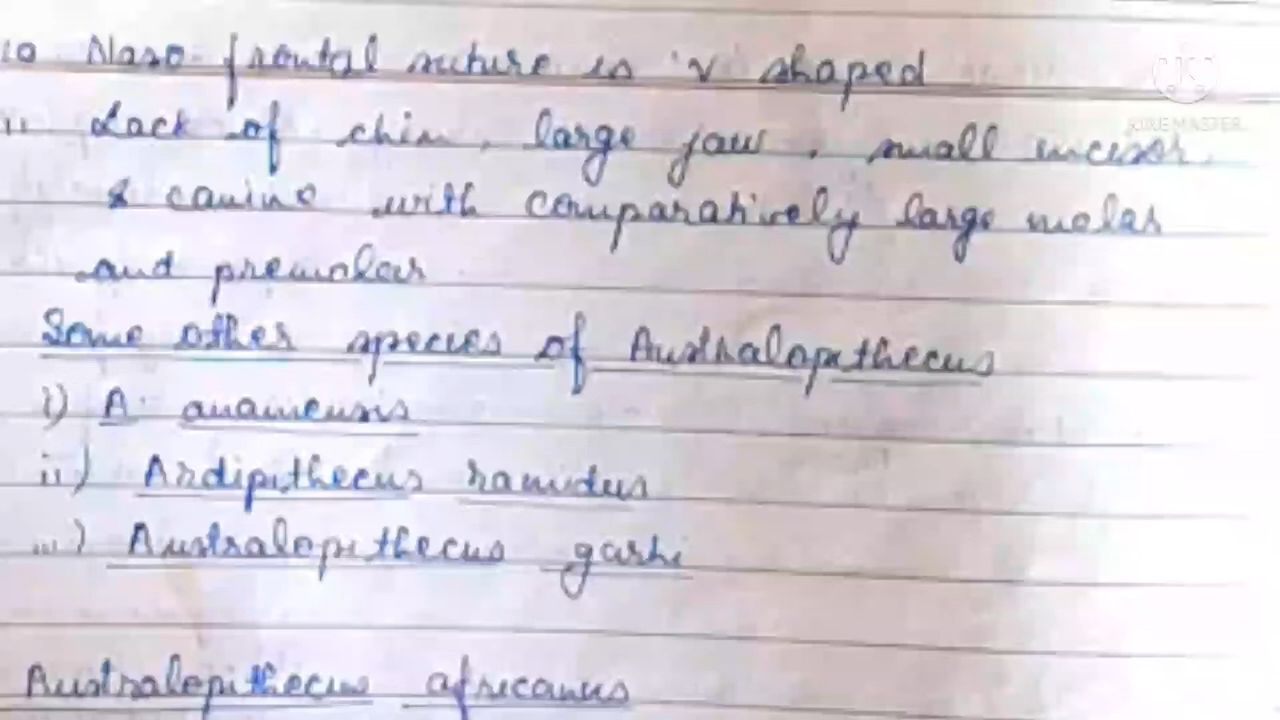 10 Naso-frontal suture is 'v' shaped
11 Lack of chin, large jaw, small incisor
& canine with comparatively large molar
and premolar
Some other species of Australopithecus
i) A. anamensis
ii) Ardipithecus ramidus
iii) Australopithecus garhi
Australopithecus africanus
KINEMASTER